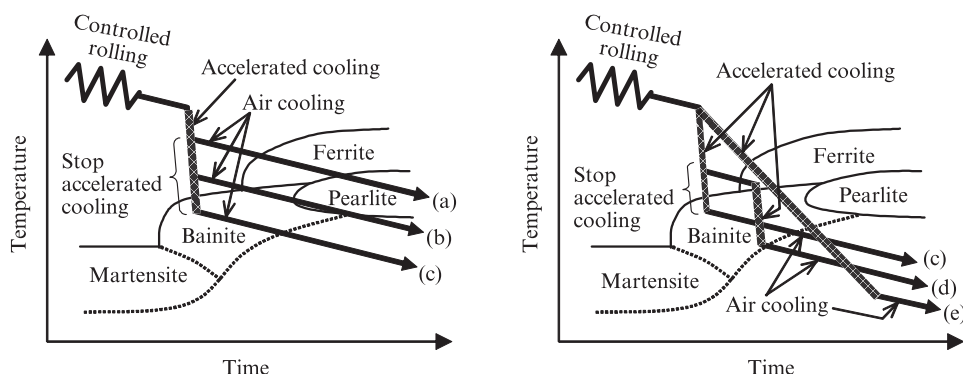 Controlled
rolling
Accelerated cooling
Air cooling
Stop
accelerated
cooling
Ferrite
Pearlite
Bainite
Martensite
(a)
(b)
(c)
Temperature
Time
Controlled
rolling
Accelerated cooling
Stop
accelerated
cooling
Ferrite
Pearlite
Bainite
Martensite
Air cooling
(c)
(d)
(e)
Temperature
Time